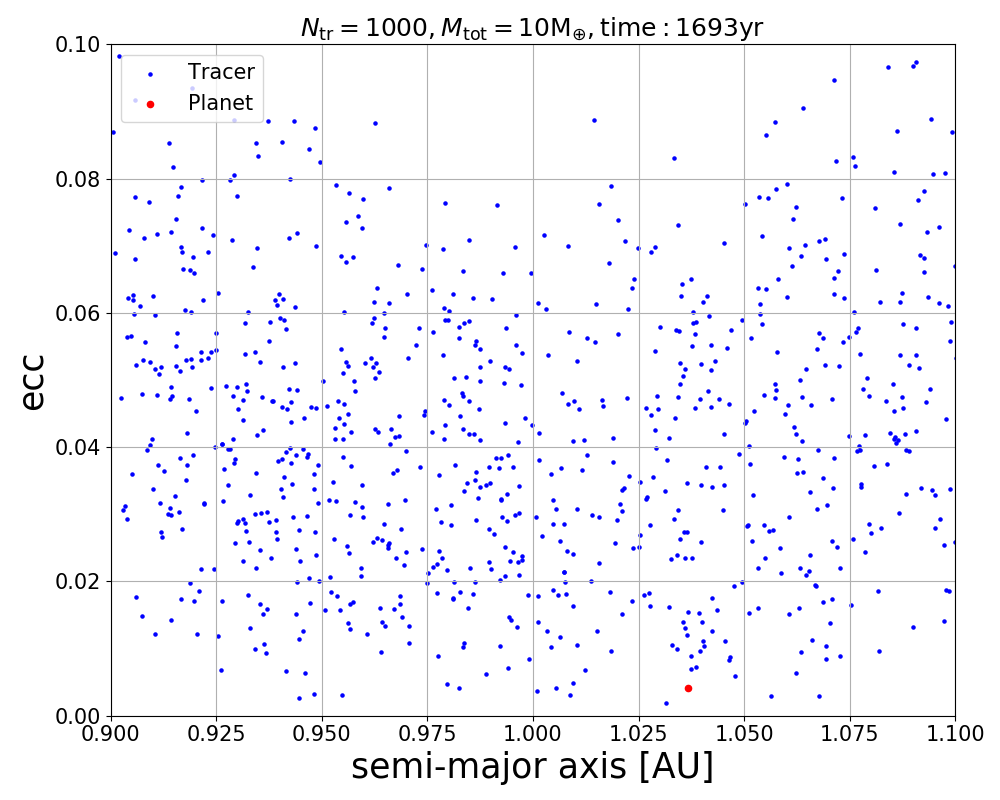 N_tr = 1000, M_tot = 10M_⊕, time : 1693yr
0.10
Tracer
Planet
0.08
0.06
ecc
0.04
0.02
0.00
0.900 0.925 0.950 0.975 1.000 1.025 1.050 1.075 1.100
semi-major axis [AU]